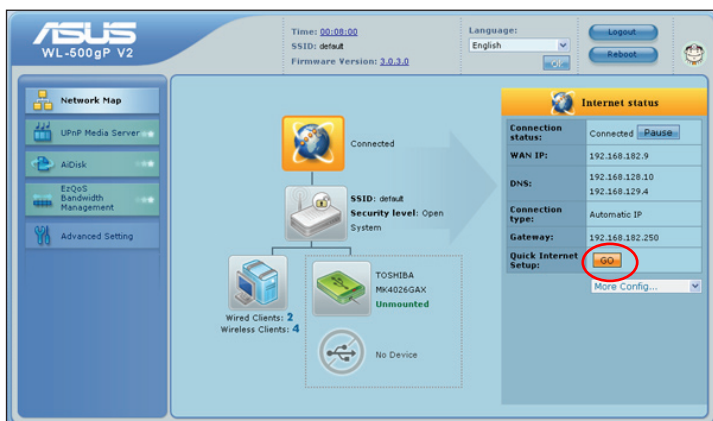 ASUS
WL-500gP V2
Time: 00:08:00
SSID: default
Firmware Version: 3.0.3.0
Language:
English
Logout
Reboot
Network Map
UPnP Media Server
AiDisk
EzQoS
Bandwidth
Management
Advanced Setting
Connected
SSID: default
Security level: Open
System
Wired Clients: 2
Wireless Clients: 4
TOSHIBA
MK4026GAX
Unmounted
No Device
Internet status
Connection
status:
Connected Pause
WAN IP: 192.168.182.9
DNS:
192.168.128.10
192.168.129.4
Connection
type:
Automatic IP
Gateway: 192.168.182.250
Quick Internet
Setup:
GO
More Config...